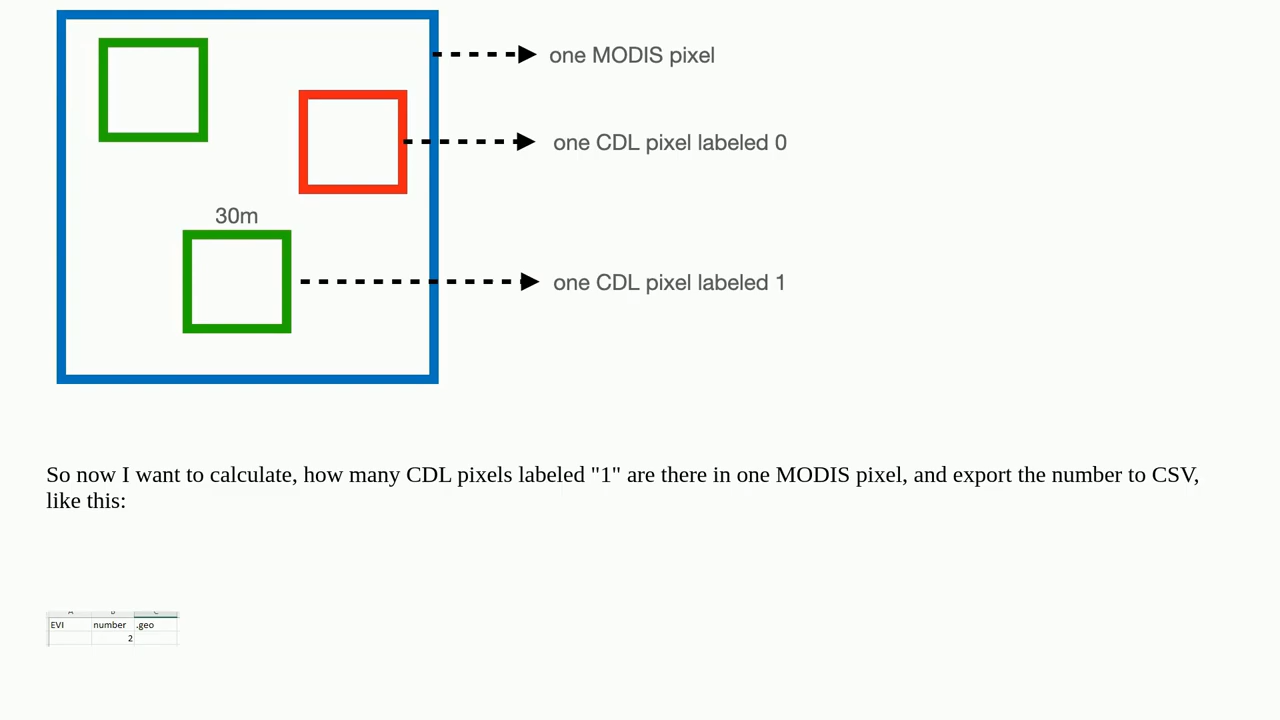 one MODIS pixel
one CDL pixel labeled 0
30m
one CDL pixel labeled 1
So now I want to calculate, how many CDL pixels labeled "1" are there in one MODIS pixel, and export the number to CSV,
like this:
EVI number .geo
2